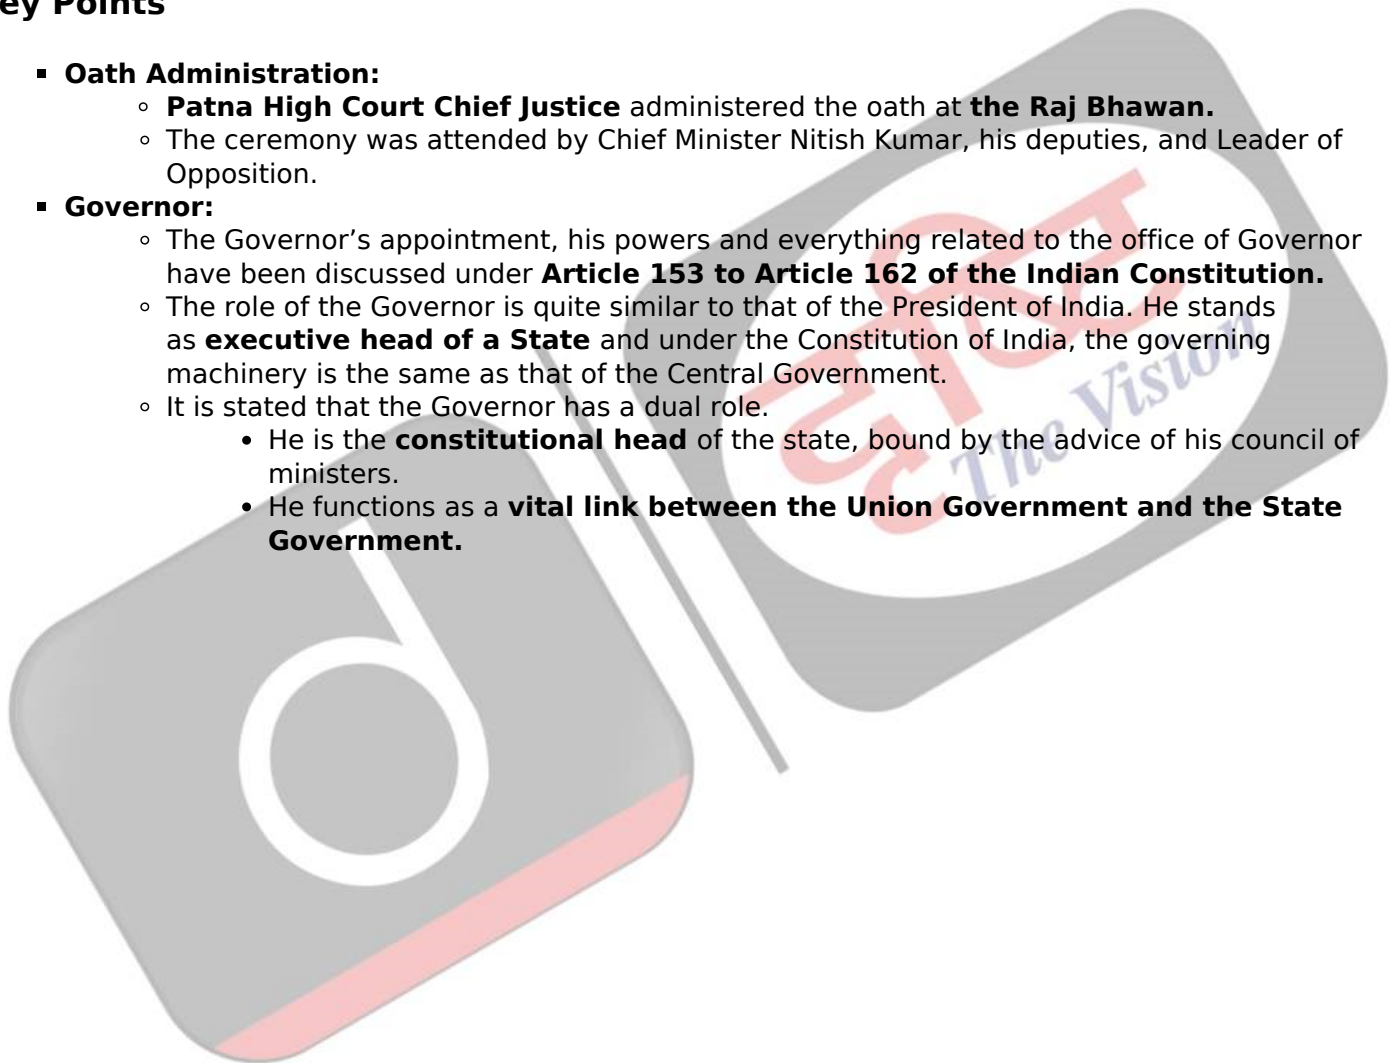 ey Points
▪ Oath Administration:
◦ Patna High Court Chief Justice administered the oath at the Raj Bhawan.
◦ The ceremony was attended by Chief Minister Nitish Kumar, his deputies, and Leader of
Opposition.
▪ Governor:
◦ The Governor’s appointment, his powers and everything related to the office of Governor
have been discussed under Article 153 to Article 162 of the Indian Constitution.
◦ The role of the Governor is quite similar to that of the President of India. He stands
as executive head of a State and under the Constitution of India, the governing
machinery is the same as that of the Central Government.
◦ It is stated that the Governor has a dual role.
• He is the constitutional head of the state, bound by the advice of his council of
ministers.
• He functions as a vital link between the Union Government and the State
Government.
दृष्टि
The Vision
d